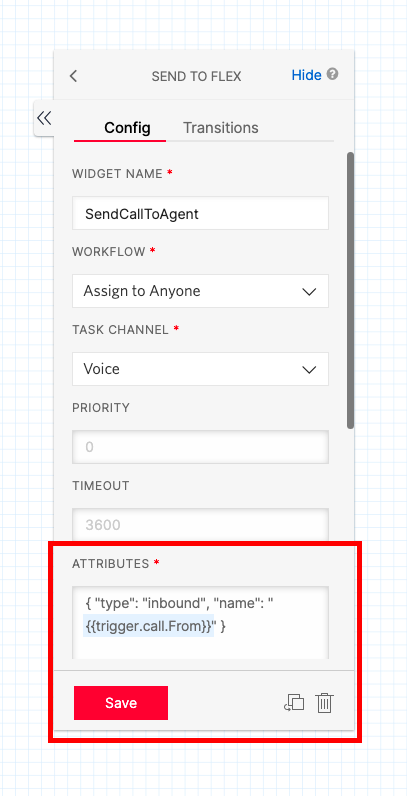 SEND TO FLEX
Hide
Config Transitions
WIDGET NAME *
SendCallToAgent
WORKFLOW *
Assign to Anyone
TASK CHANNEL *
Voice
PRIORITY
0
TIMEOUT
3600
ATTRIBUTES *
{ "type": "inbound", "name": "
{{trigger.call.From}}" }
Save